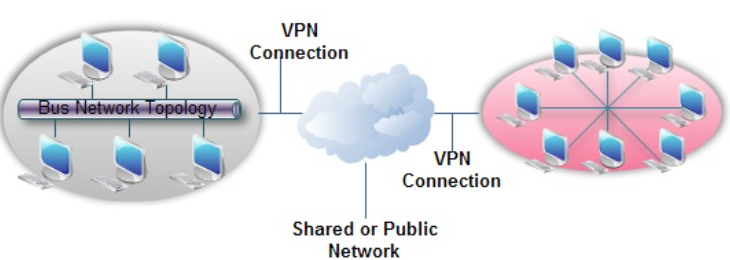 VPN
Connection
Bus Network Topology
VPN
Connection
Shared or Public
Network